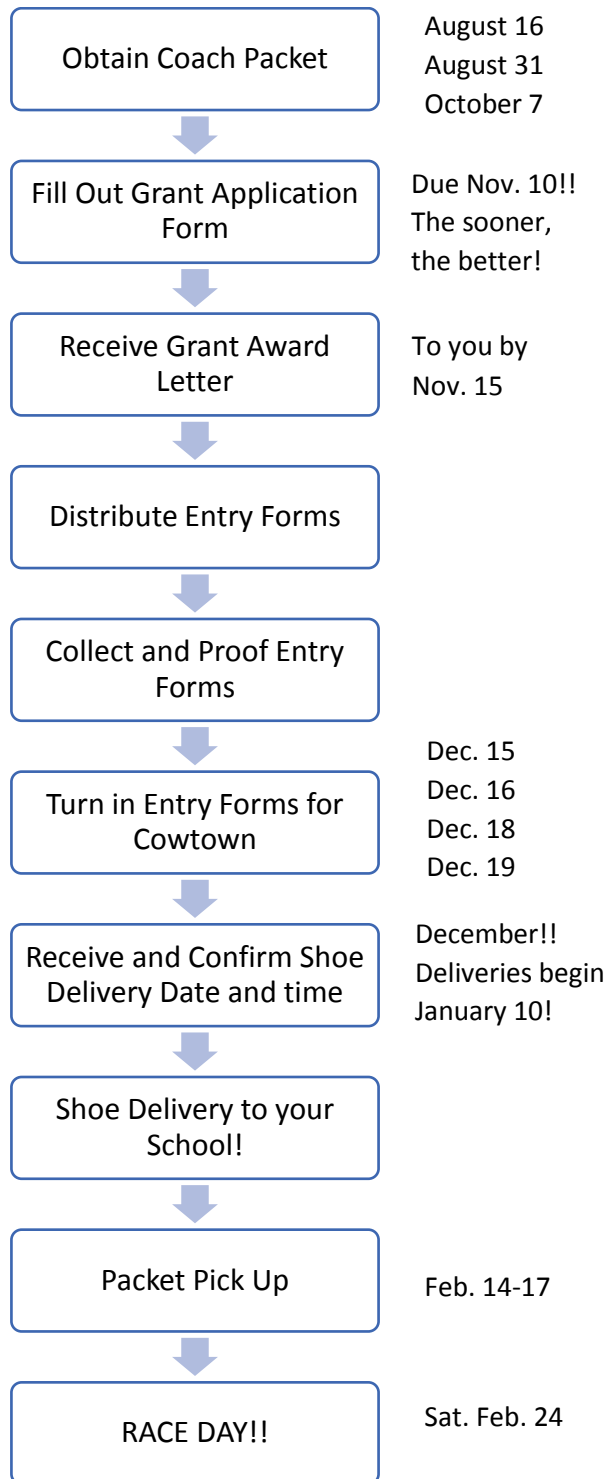 Obtain Coach Packet
August 16
August 31
October 7
Fill Out Grant Application
Form
Due Nov. 10!!
The sooner,
the better!
Receive Grant Award
Letter
To you by
Nov. 15
Distribute Entry Forms
Collect and Proof Entry
Forms
Turn in Entry Forms for
Cowtown
Dec. 15
Dec. 16
Dec. 18
Dec. 19
Receive and Confirm Shoe
Delivery Date and time
December!!
Deliveries begin
January 10!
Shoe Delivery to your
School!
Packet Pick Up
Feb. 14-17
RACE DAY!!
Sat. Feb. 24